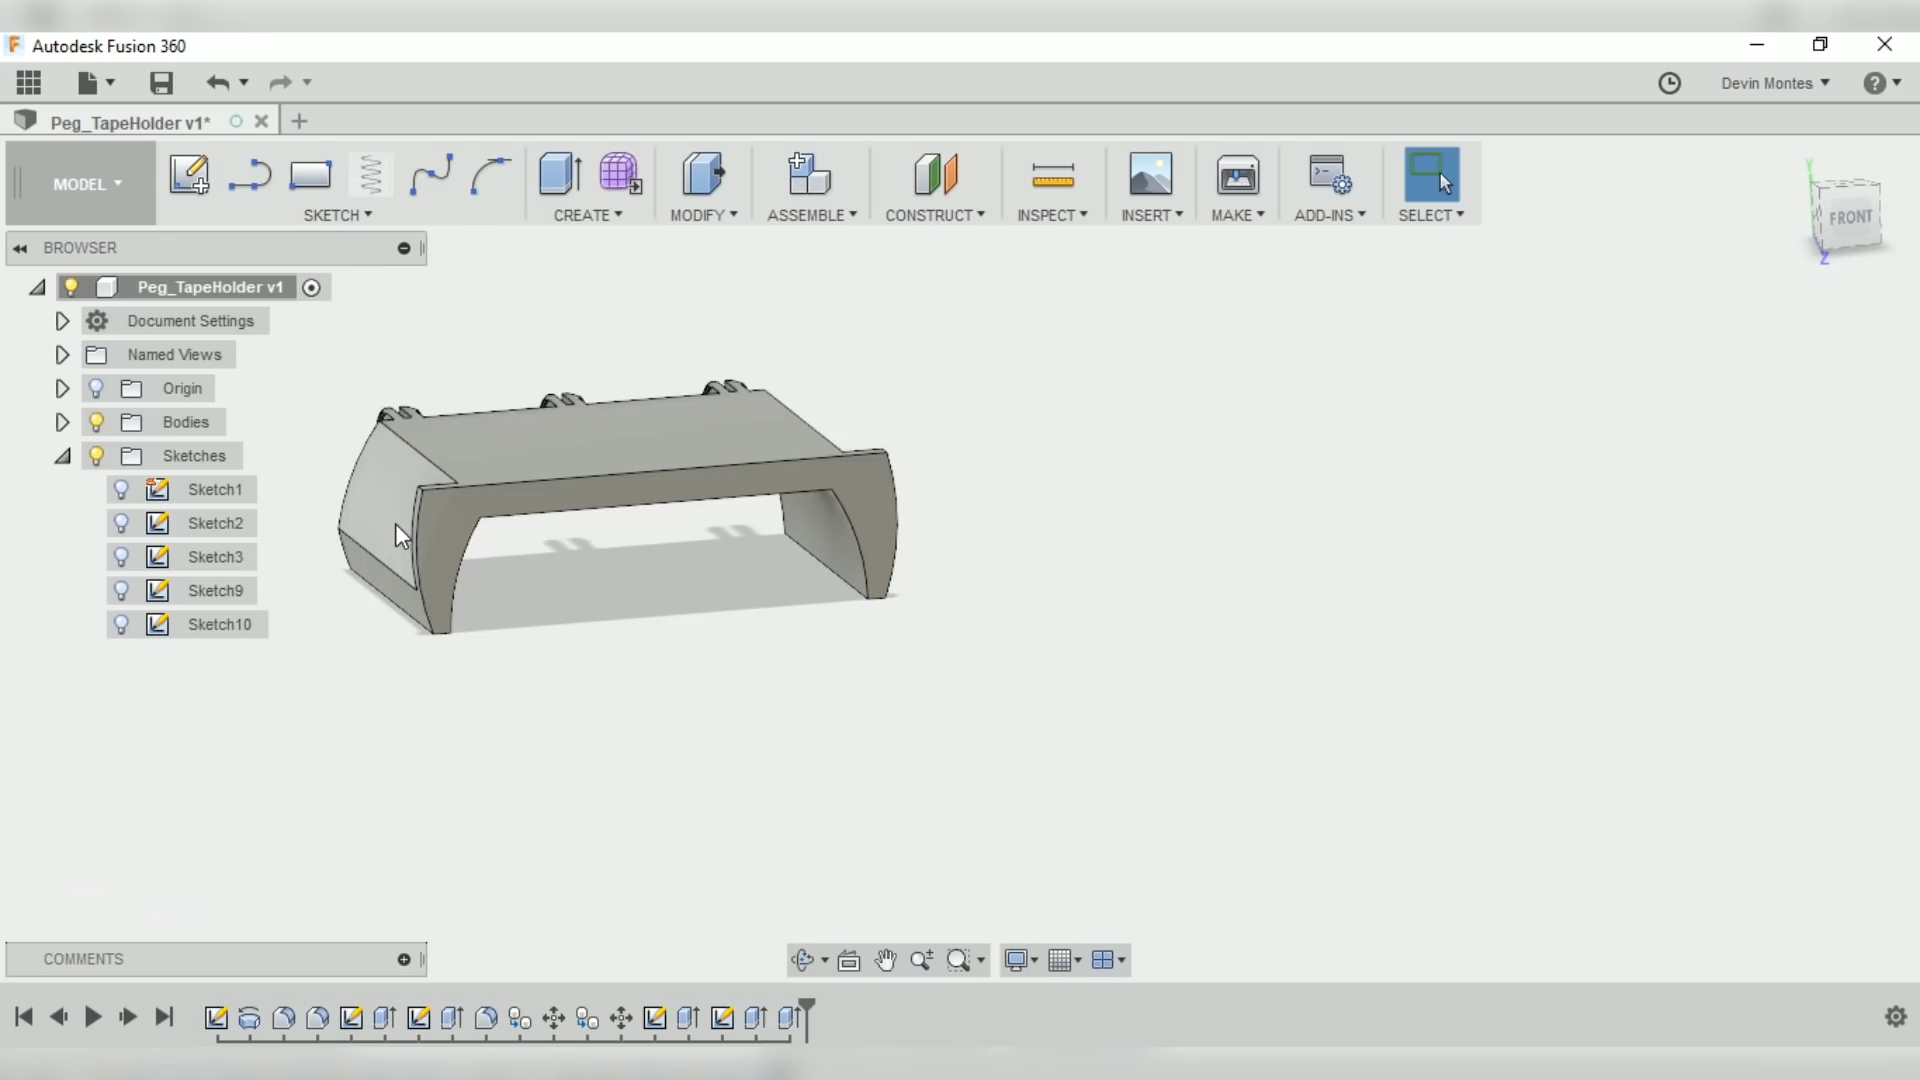 Autodesk Fusion 360
Devin Montes
Peg_TapeHolder v1*
MODEL
SKETCH
CREATE
MODIFY
ASSEMBLE
CONSTRUCT
INSPECT
INSERT
MAKE
ADD-INS
SELECT
Y
FRONT
Z
BROWSER
Peg_TapeHolder v1
Document Settings
Named Views
Origin
Bodies
Sketches
Sketch1
Sketch2
Sketch3
Sketch9
Sketch10
COMMENTS